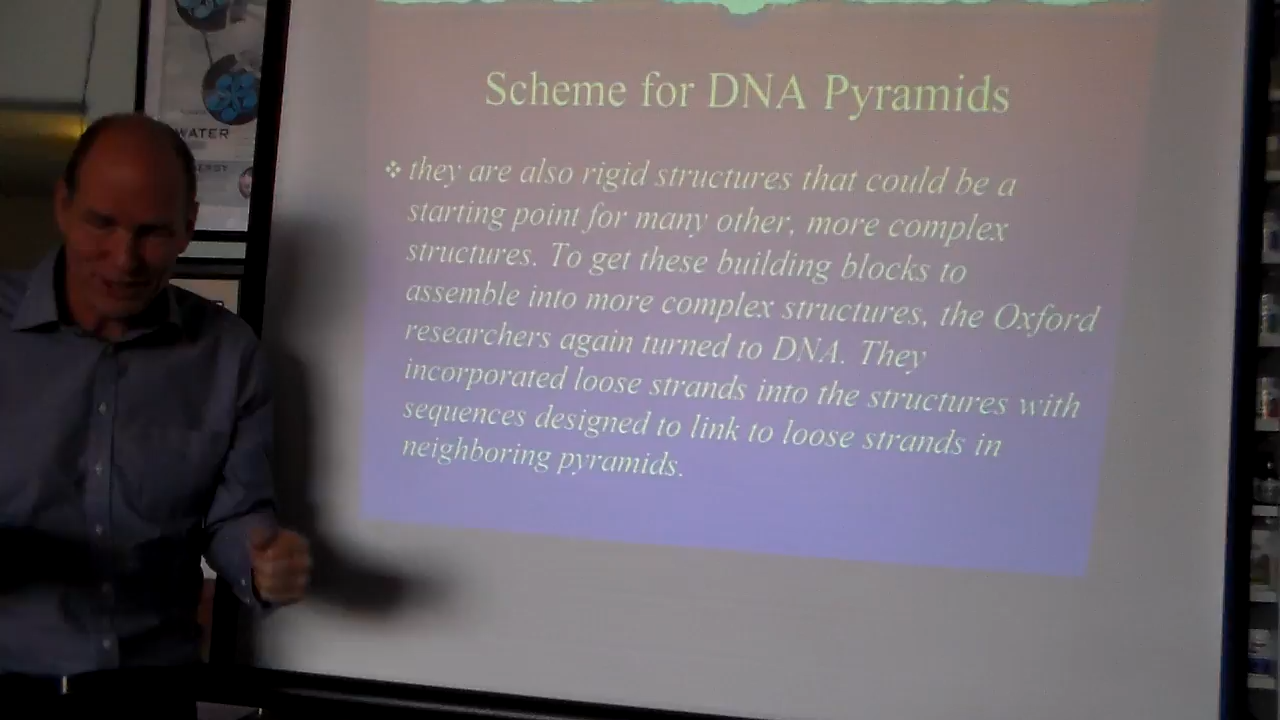 WATER
Scheme for DNA Pyramids
they are also rigid structures that could be a
starting point for many other, more complex
structures. To get these building blocks to
assemble into more complex structures, the Oxford
researchers again turned to DNA. They
incorporated loose strands into the structures with
sequences designed to link to loose strands in
neighboring pyramids.